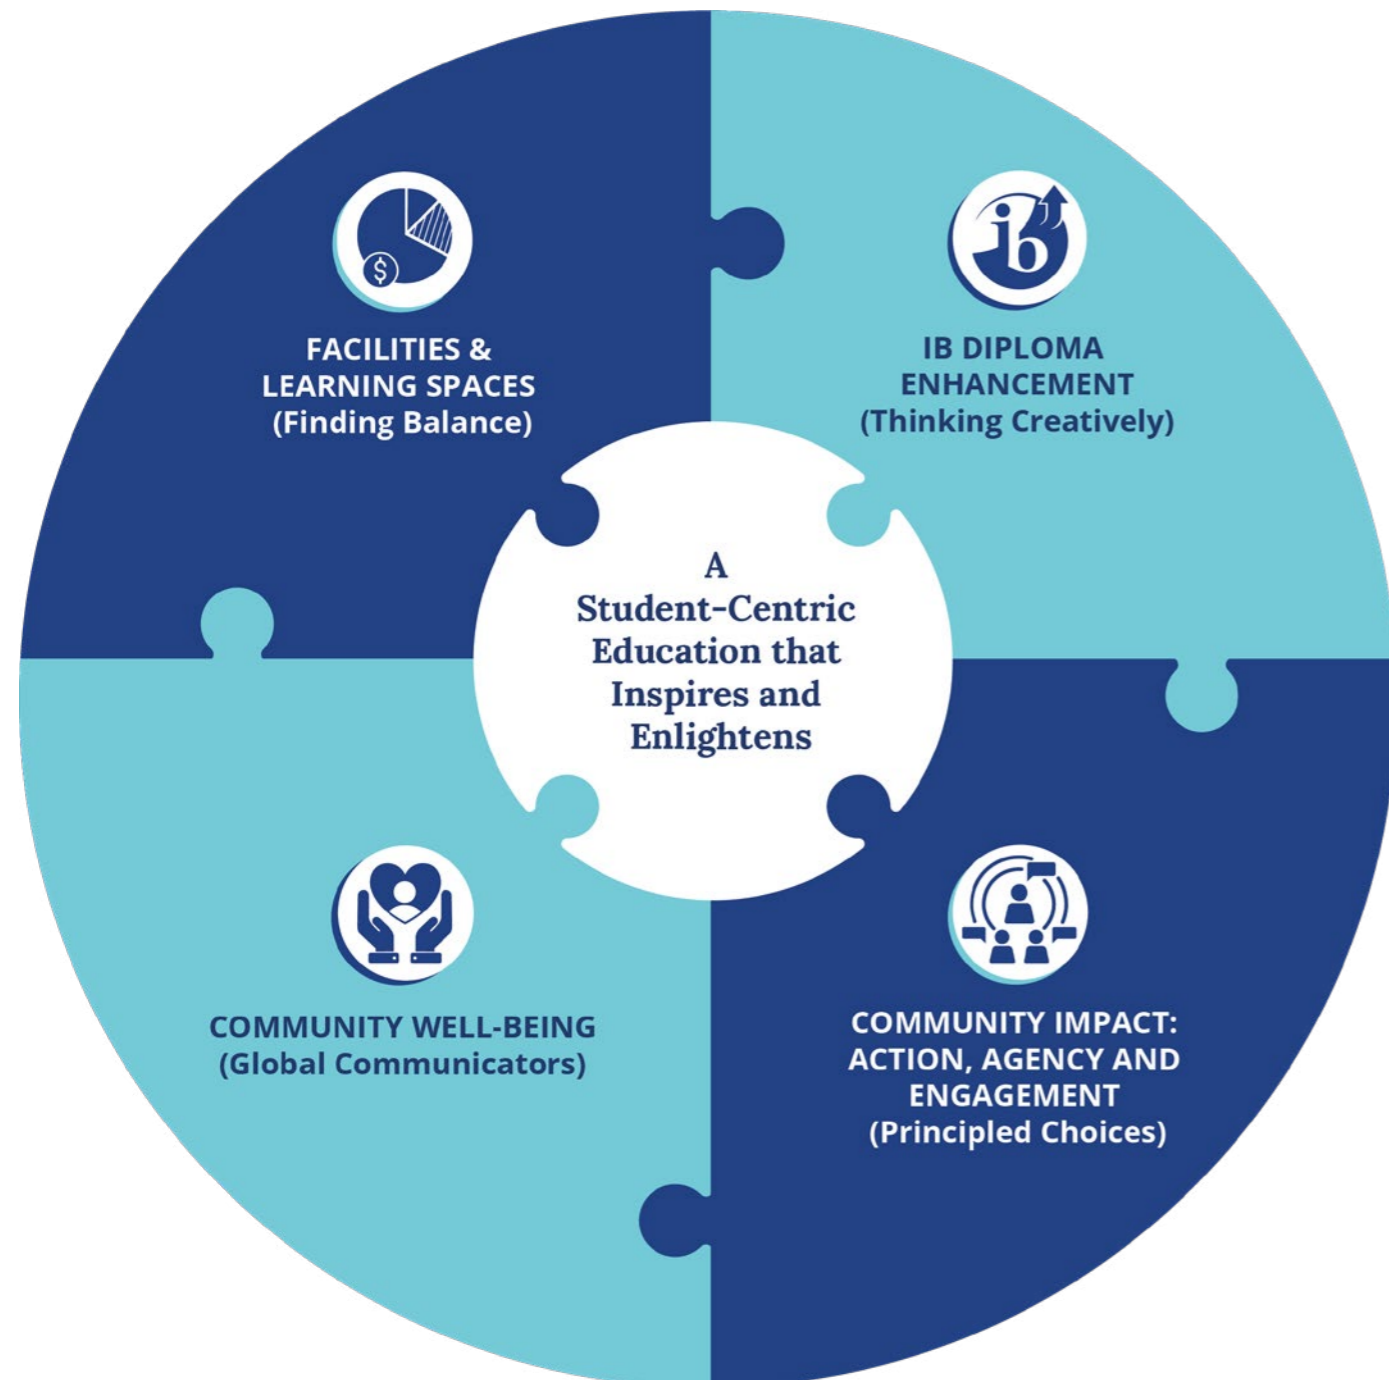 FACILITIES &
LEARNING SPACES
(Finding Balance)
$
ib
IB DIPLOMA
ENHANCEMENT
(Thinking Creatively)
A
Student-Centric
Education that
Inspires and
Enlightens
COMMUNITY WELL-BEING
(Global Communicators)
COMMUNITY IMPACT:
ACTION, AGENCY AND
ENGAGEMENT
(Principled Choices)